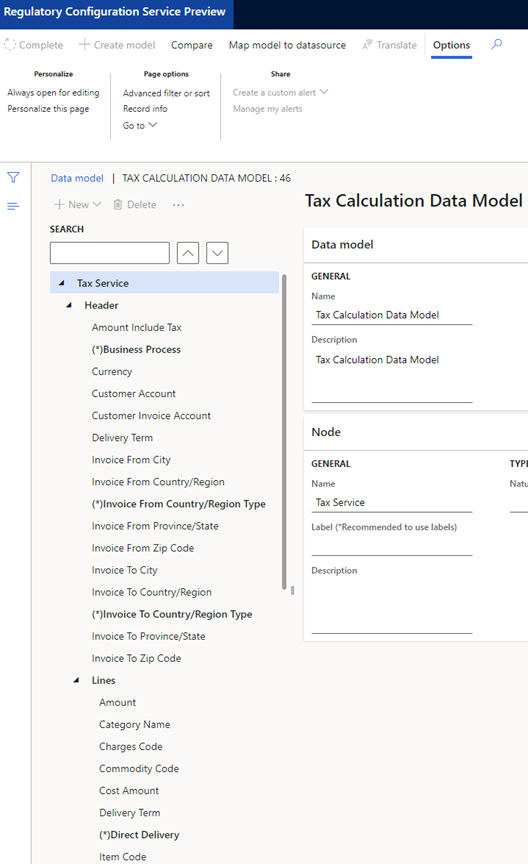 Regulatory Configuration Service Preview
Complete
Create model
Compare
Map model to datasource
Translate
Options
Personalize
Always open for editing
Personalize this page
Page options
Advanced filter or sort
Record info
Go to
Share
Create a custom alert
Manage my alerts
Data model | TAX CALCULATION DATA MODEL : 46
New
Delete
...
SEARCH
Tax Service
Header
Amount Include Tax
(*)Business Process
Currency
Customer Account
Customer Invoice Account
Delivery Term
Invoice From City
Invoice From Country/Region
(*)Invoice From Country/Region Type
Invoice From Province/State
Invoice From Zip Code
Invoice To City
Invoice To Country/Region
(*)Invoice To Country/Region Type
Invoice To Province/State
Invoice To Zip Code
Lines
Amount
Category Name
Charges Code
Commodity Code
Cost Amount
Delivery Term
(*)Direct Delivery
Item Code
Tax Calculation Data Model
Data model
GENERAL
Name
Tax Calculation Data Model
Description
Tax Calculation Data Model
Node
GENERAL
Name
Tax Service
Label (*Recommended to use labels)
Description
TYPE
Natu